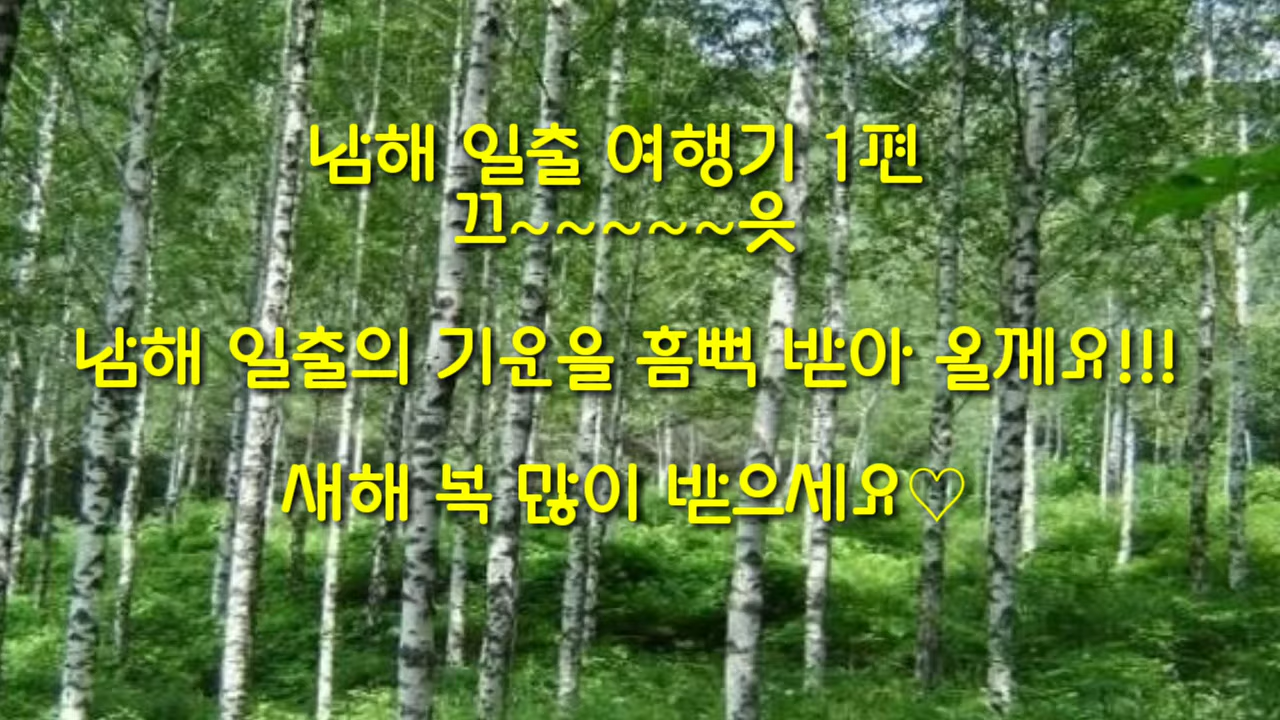 남해 일출 여행기 1편
끄~~~~~읏
남해 일출의 기운을 흠뻑 받아 올께요!!!
새해 복 많이 받으세요♡